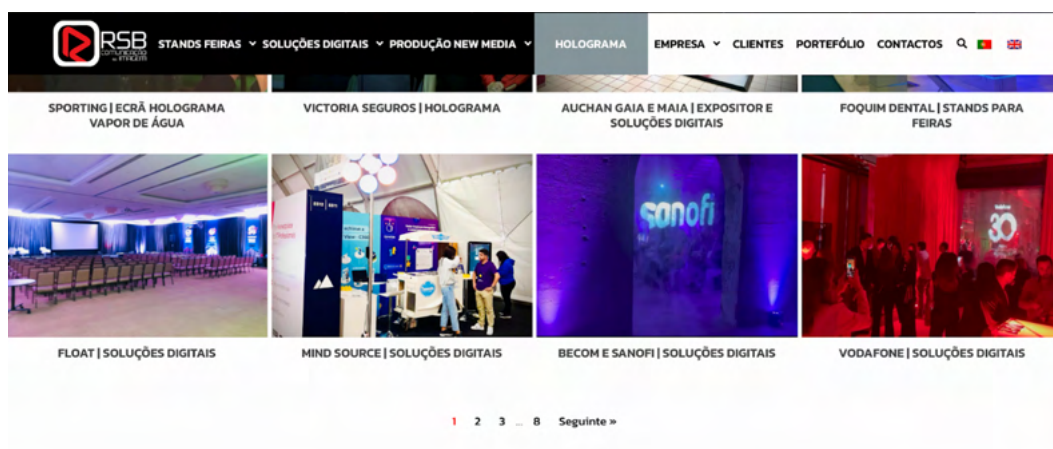 RSB
COMUNICAÇÃO
DE IMAGEM
STANDS FEIRAS
SOLUÇÕES DIGITAIS
PRODUÇÃO NEW MEDIA
HOLOGRAMA
EMPRESA
CLIENTES
PORTEFÓLIO
CONTACTOS
SPORTING | ECRÃ HOLOGRAMA
VAPOR DE ÁGUA
VICTORIA SEGUROS | HOLOGRAMA
AUCHAN GAIA E MAIA | EXPOSITOR E
SOLUÇÕES DIGITAIS
FOQUIM DENTAL | STANDS PARA
FEIRAS
sanofi
30
FLOAT | SOLUÇÕES DIGITAIS
MIND SOURCE | SOLUÇÕES DIGITAIS
BECOM E SANOFI | SOLUÇÕES DIGITAIS
VODAFONE | SOLUÇÕES DIGITAIS
1 2 3 … 8 Seguinte »